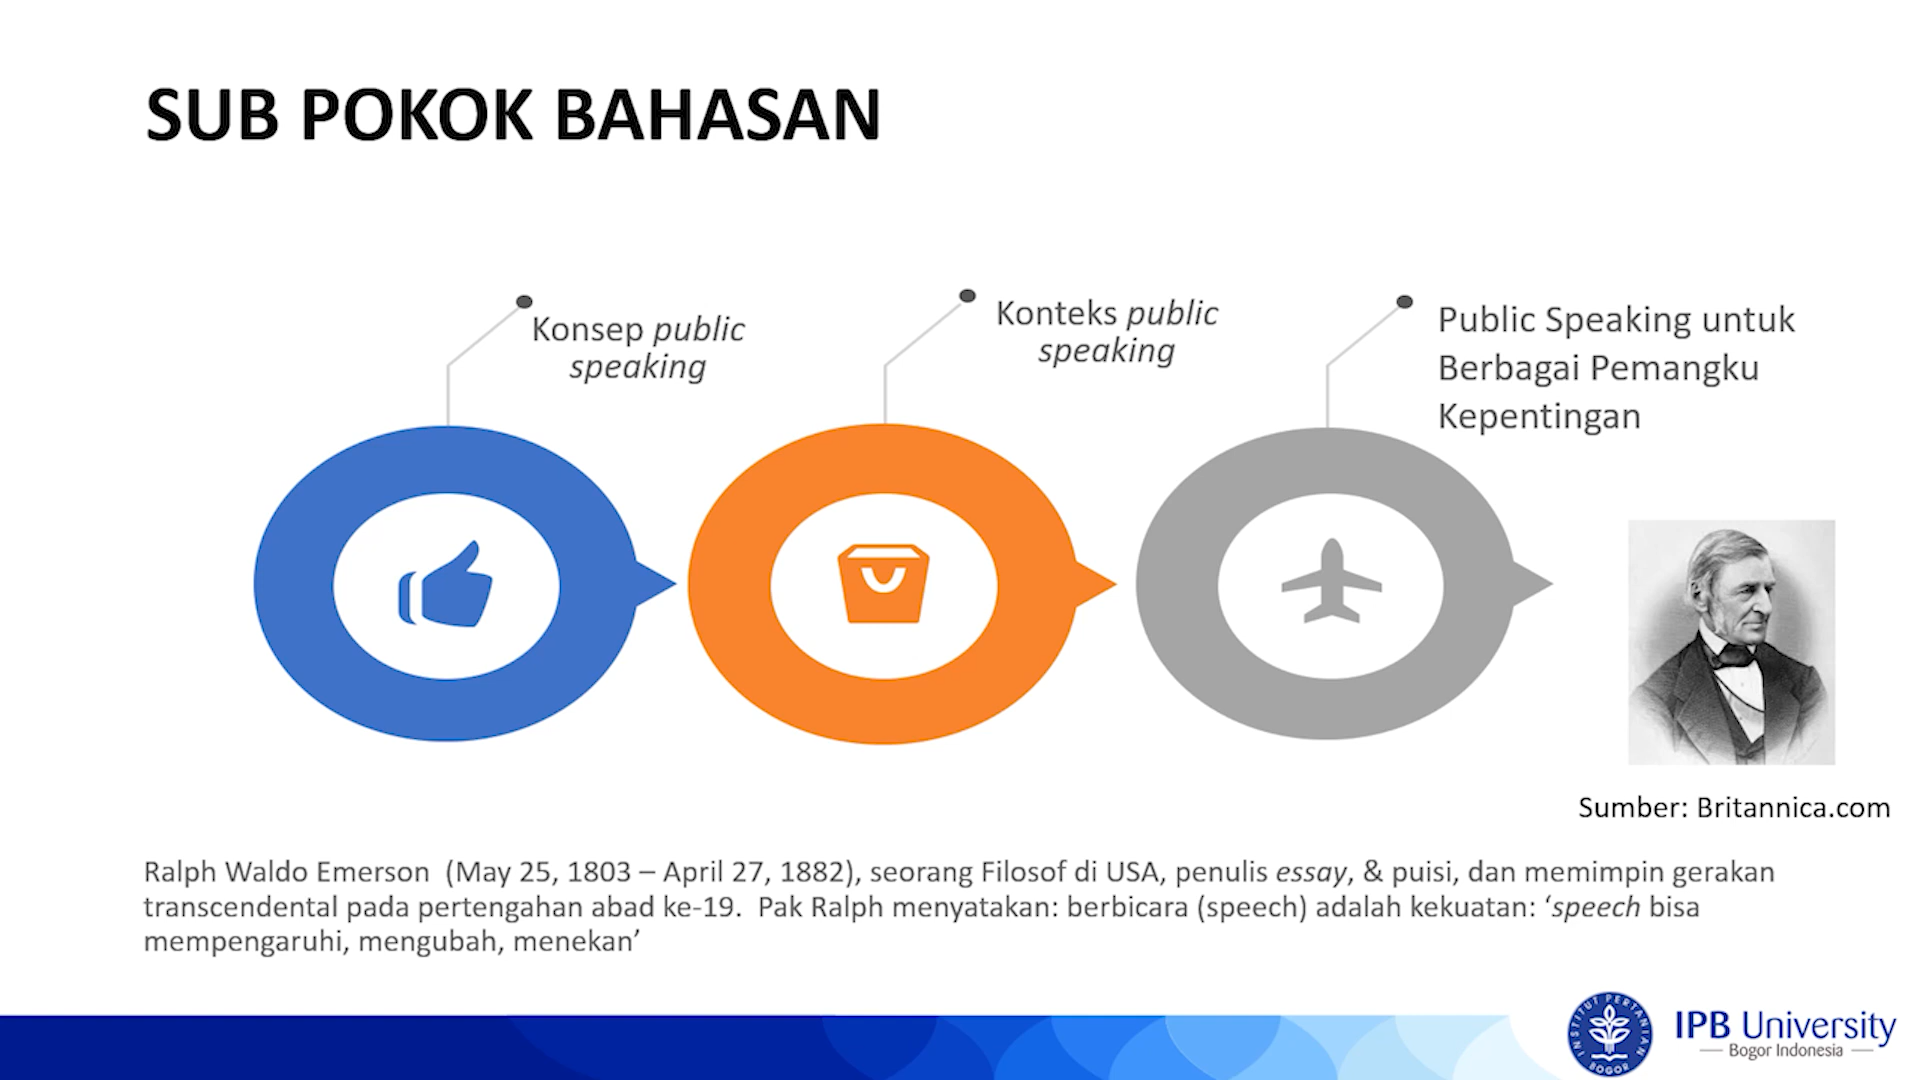 SUB POKOK BAHASAN
Konsep public
speaking
Konteks public
speaking
Public Speaking untuk
Berbagai Pemangku
Kepentingan
Sumber: Britannica.com
Ralph Waldo Emerson  (May 25, 1803 – April 27, 1882), seorang Filosof di USA, penulis essay, & puisi, dan memimpin gerakan
transcendental pada pertengahan abad ke-19.  Pak Ralph menyatakan: berbicara (speech) adalah kekuatan: ‘speech bisa
mempengaruhi, mengubah, menekan’
INSTITUT PERTANIAN
BOGOR
IPB University
Bogor Indonesia